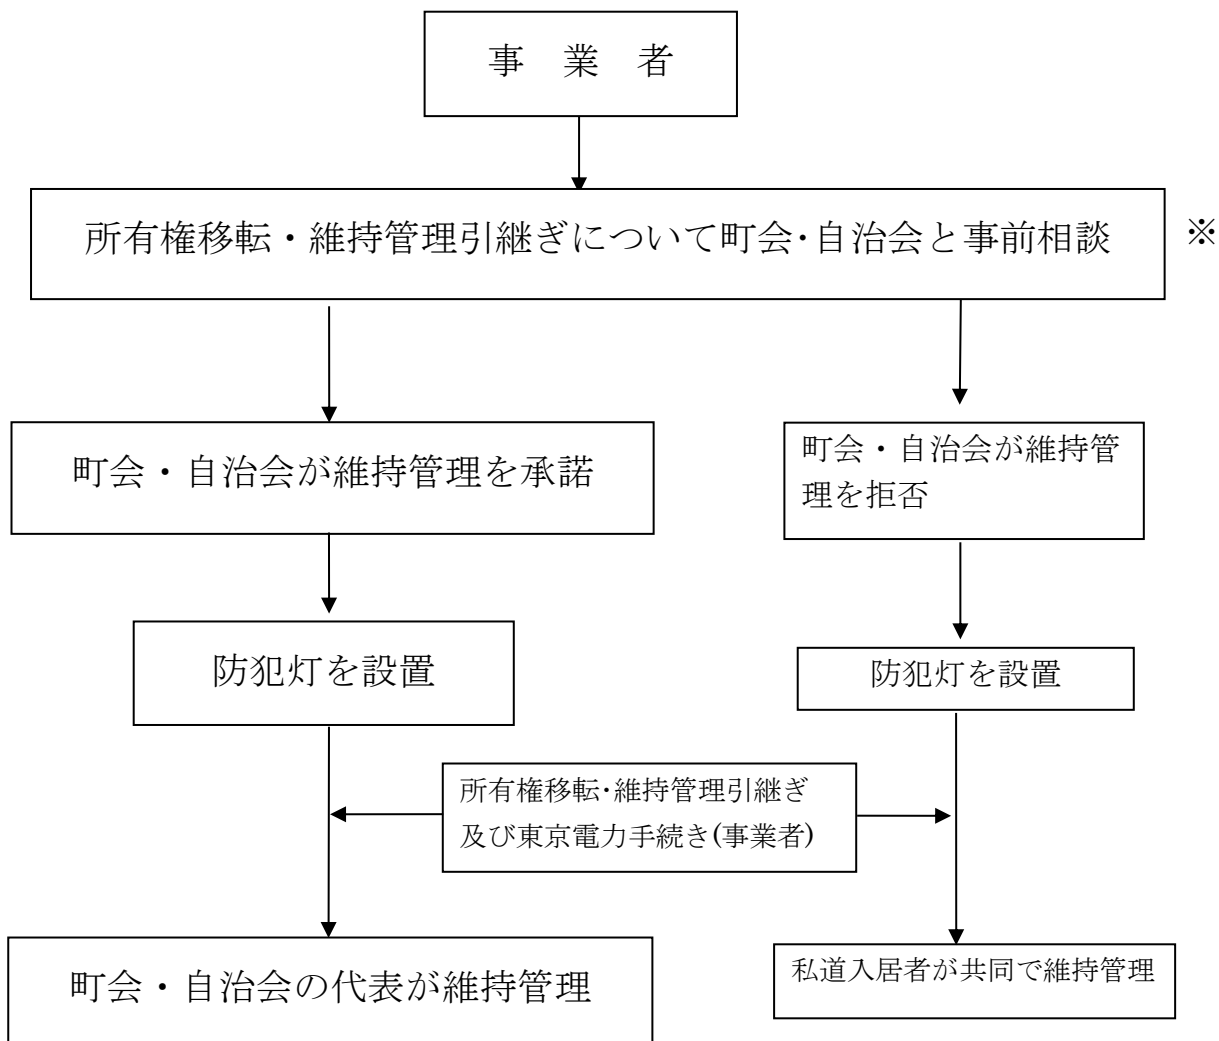 事　業　者
所有権移転・維持管理引継ぎについて町会･自治会と事前相談
※
町会・自治会が維持管理を承諾
町会・自治会が維持管
理を拒否
防犯灯を設置
防犯灯を設置
所有権移転･維持管理引継ぎ
及び東京電力手続き(事業者)
町会・自治会の代表が維持管理
私道入居者が共同で維持管理